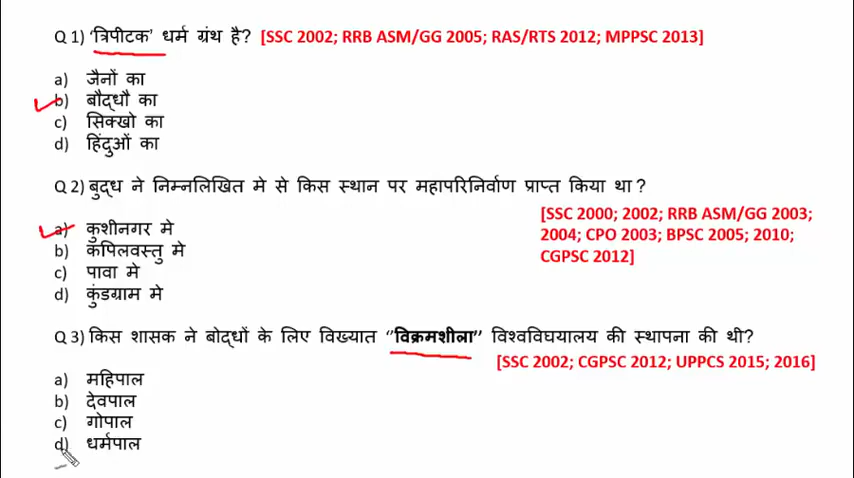 Q 1) ‘त्रिपीटक’ धर्म ग्रंथ है? [SSC 2002; RRB ASM/GG 2005; RAS/RTS 2012; MPPSC 2013]
a) जैनों का
b) बौद्धौ का
c) सिक्खो का
d) हिंदुओं का
Q 2) बुद्ध ने निम्नलिखित मे से किस स्थान पर महापरिनिर्वाण प्राप्त किया था ?
[SSC 2000; 2002; RRB ASM/GG 2003;
2004; CPO 2003; BPSC 2005; 2010;
CGPSC 2012]
a) कुशीनगर मे
b) कपिलवस्तु मे
c) पावा मे
d) कुंडग्राम मे
Q 3) किस शासक ने बोद्धों के लिए विख्यात ‘‘विक्रमशीला’’ विश्वविघयालय की स्थापना की थी?
[SSC 2002; CGPSC 2012; UPPCS 2015; 2016]
a) महिपाल
b) देवपाल
c) गोपाल
d) धर्मपाल